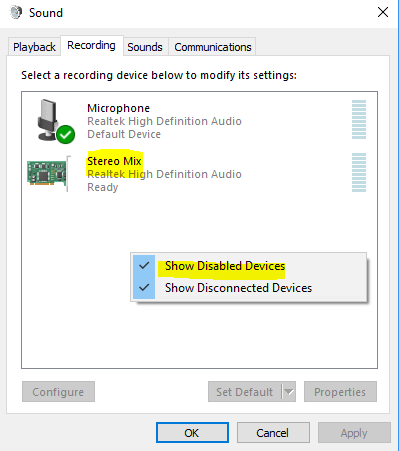 Sound
Playback Recording Sounds Communications
Select a recording device below to modify its settings:
Microphone
Realtek High Definition Audio
Default Device
Stereo Mix
Realtek High Definition Audio
Ready
Show Disabled Devices
Show Disconnected Devices
Configure Set Default Properties
OK Cancel Apply